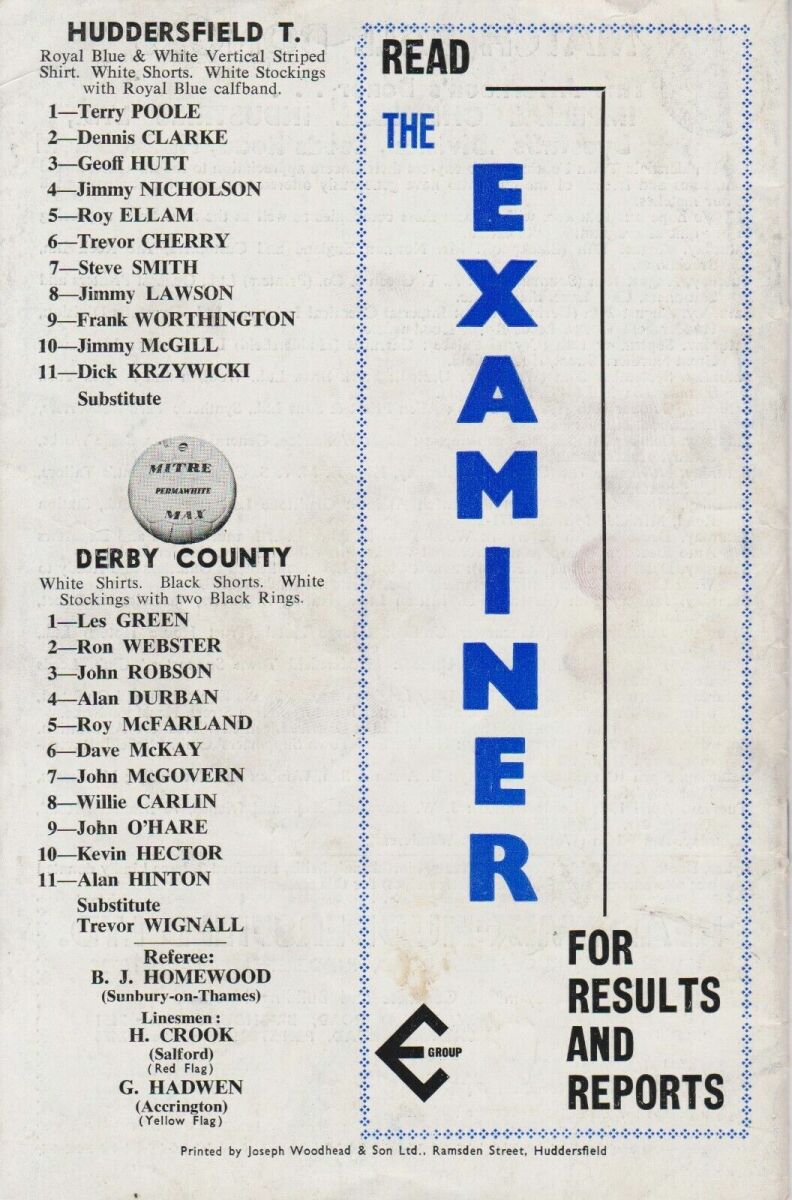 HUDDERSFIELD T.
Royal Blue & White Vertical Striped
Shirt. White Shorts. White Stockings
with Royal Blue calfband.
1—Terry POOLE
2—Dennis CLARKE
3—Geoff HUTT
4—Jimmy NICHOLSON
5—Roy ELLAM
6—Trevor CHERRY
7—Steve SMITH
8—Jimmy LAWSON
9—Frank WORTHINGTON
10—Jimmy McGILL
11—Dick KRZYWICKI
Substitute
MITRE
PERMAWHITE
MAX
DERBY COUNTY
White Shirts. Black Shorts. White
Stockings with two Black Rings.
1—Les GREEN
2—Ron WEBSTER
3—John ROBSON
4—Alan DURBAN
5—Roy McFARLAND
6—Dave McKAY
7—John McGOVERN
8—Willie CARLIN
9—John O'HARE
10—Kevin HECTOR
11—Alan HINTON
Substitute
Trevor WIGNALL
Referee:
B. J. HOMEWOOD
(Sunbury-on-Thames)
Linesmen:
H. CROOK
(Salford)
(Red Flag)
G. HADWEN
(Accrington)
(Yellow Flag)
READ
THE
EXAMINER
FOR
RESULTS
AND
REPORTS
E GROUP
Printed by Joseph Woodhead & Son Ltd., Ramsden Street, Huddersfield